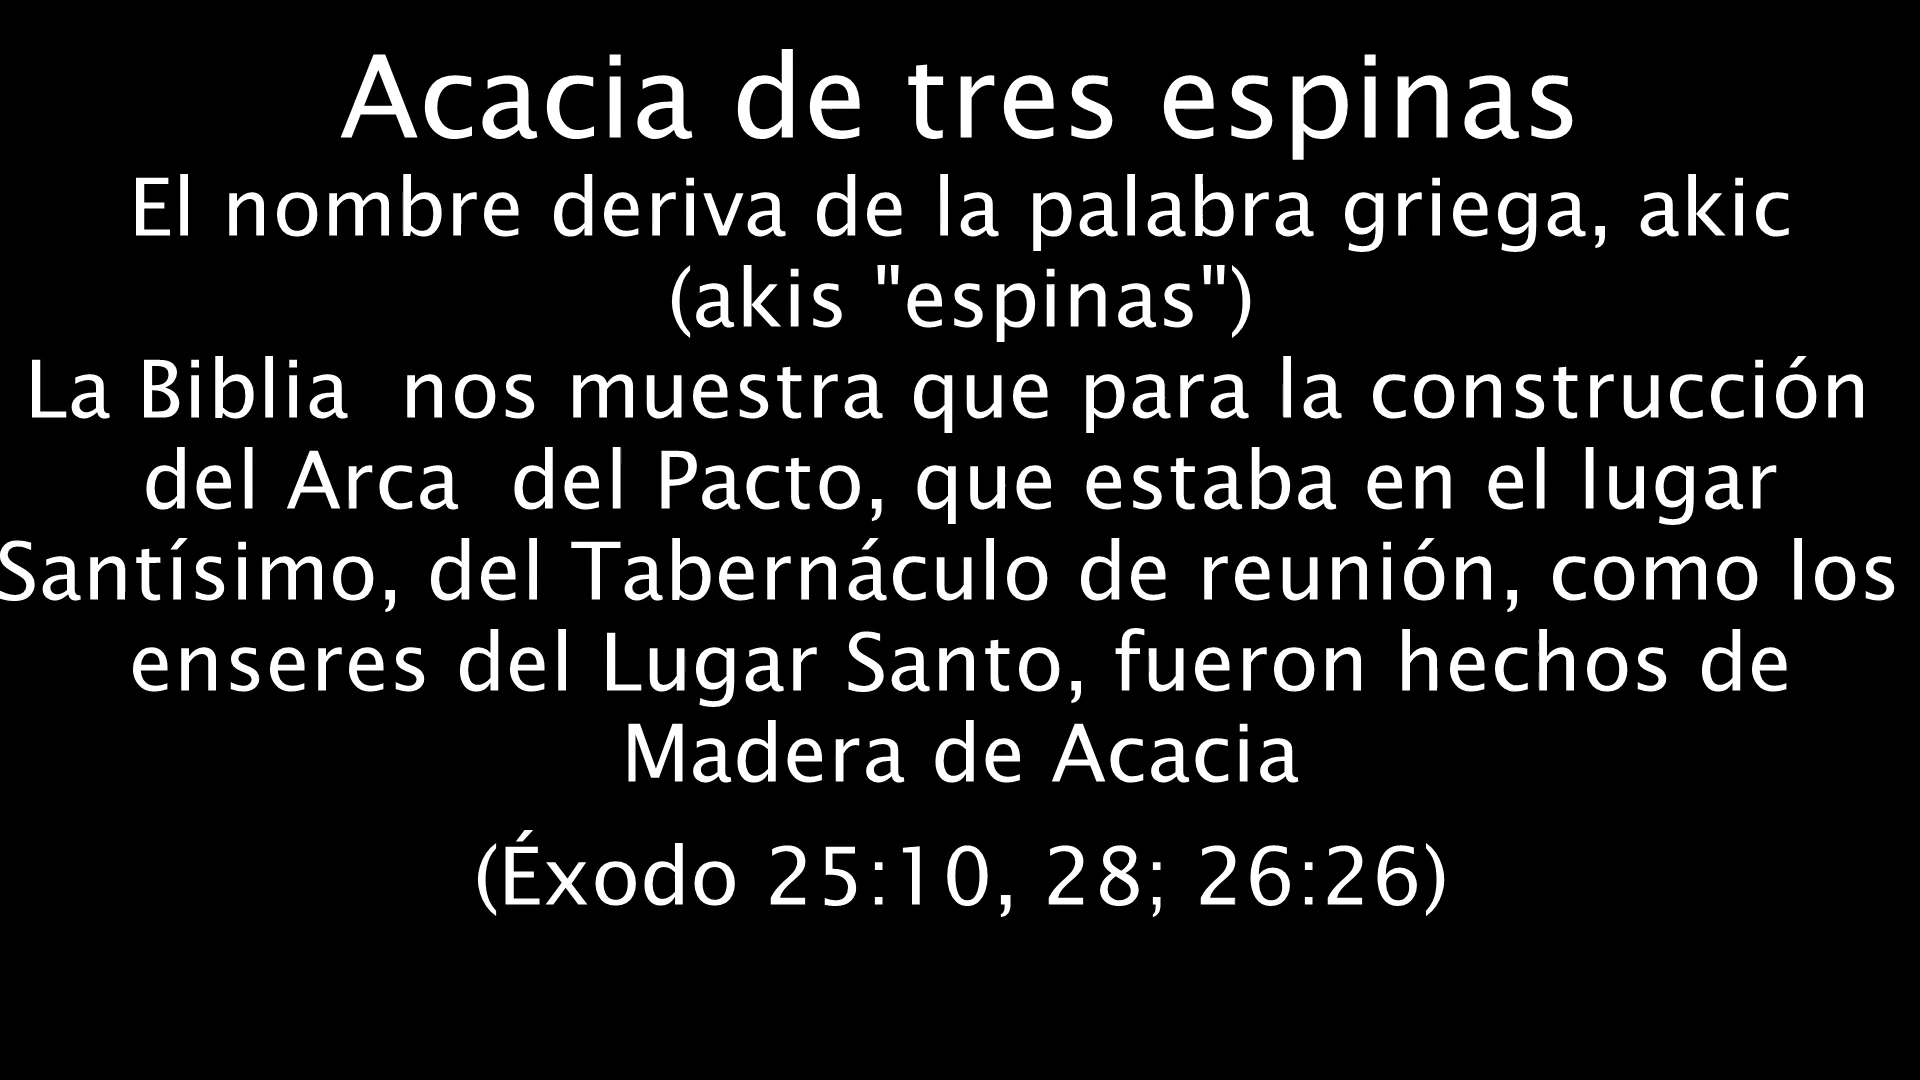 Acacia de tres espinas
El nombre deriva de la palabra griega, akic
(akis "espinas")
La Biblia  nos muestra que para la construcción
del Arca  del Pacto, que estaba en el lugar
Santísimo, del Tabernáculo de reunión, como los
enseres del Lugar Santo, fueron hechos de
Madera de Acacia
(Éxodo 25:10, 28; 26:26)